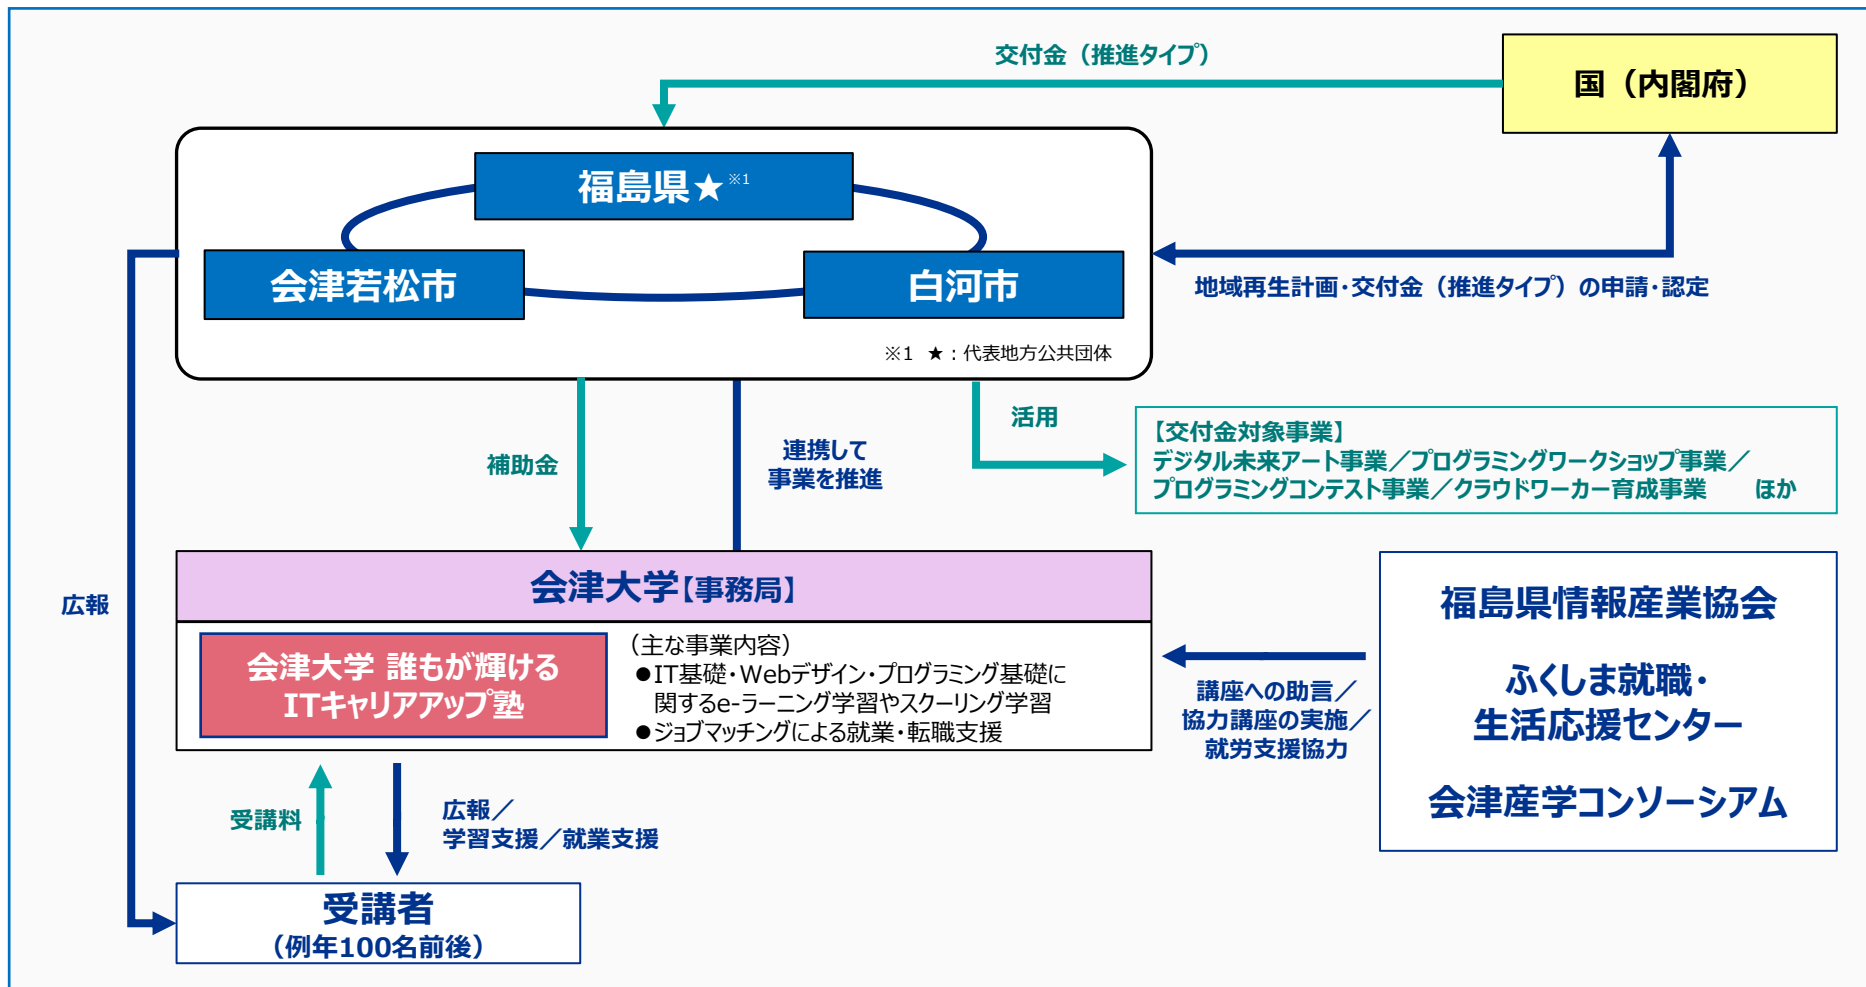 交付金（推進タイプ）
国（内閣府）
福島県★※1
会津若松市
白河市
※1 ★：代表地方公共団体
地域再生計画・交付金（推進タイプ）の申請・認定
補助金
連携して
事業を推進
活用
【交付金対象事業】
デジタル未来アート事業／プログラミングワークショップ事業／
プログラミングコンテスト事業／クラウドワーカー育成事業　ほか
広報
会津大学【事務局】
会津大学 誰もが輝ける
ITキャリアアップ塾
（主な事業内容）
●IT基礎・Webデザイン・プログラミング基礎に
関するe-ラーニング学習やスクーリング学習
●ジョブマッチングによる就業・転職支援
講座への助言／
協力講座の実施／
就労支援協力
福島県情報産業協会
ふくしま就職・
生活応援センター
会津産学コンソーシアム
受講料
広報／
学習支援／就業支援
受講者
（例年100名前後）